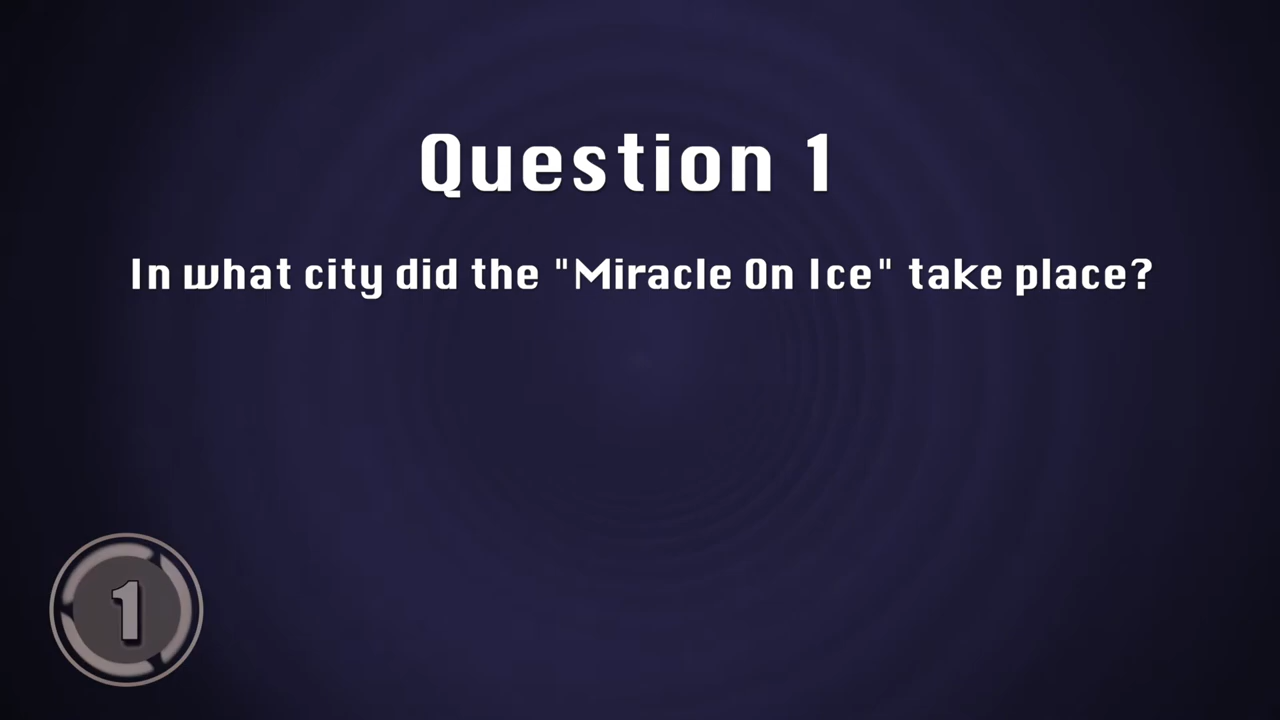 Question 1
In what city did the "Miracle On Ice" take place?
1